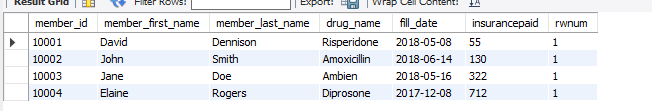 Result Grid Filter Rows: Export: Wrap Cell Content:
member_id member_first_name member_last_name drug_name fill_date insurancepaid rwnum
10001 David Dennison Risperidone 2018-05-08 55 1
10002 John Smith Amoxicillin 2018-06-14 130 1
10003 Jane Doe Ambien 2018-05-16 322 1
10004 Elaine Rogers Diprosone 2017-12-08 712 1